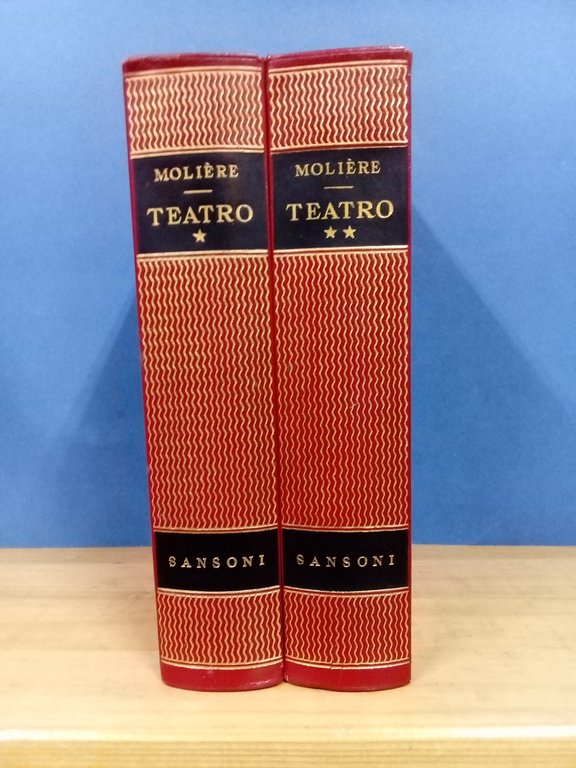 MOLIÈRE
TEATRO
★
SANSONI
MOLIÈRE
TEATRO
★★
SANSONI